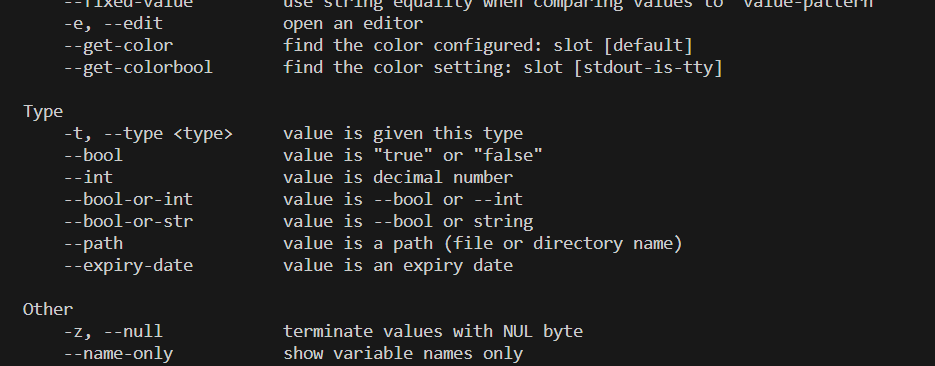 --fixed-value         use string equality when comparing values to 'value-pattern'
-e, --edit            open an editor
--get-color           find the color configured: slot [default]
--get-colorbool       find the color setting: slot [stdout-is-tty]
Type
-t, --type <type>     value is given this type
--bool                value is "true" or "false"
--int                 value is decimal number
--bool-or-int         value is --bool or --int
--bool-or-str         value is --bool or string
--path                value is a path (file or directory name)
--expiry-date         value is an expiry date
Other
-z, --null            terminate values with NUL byte
--name-only           show variable names only